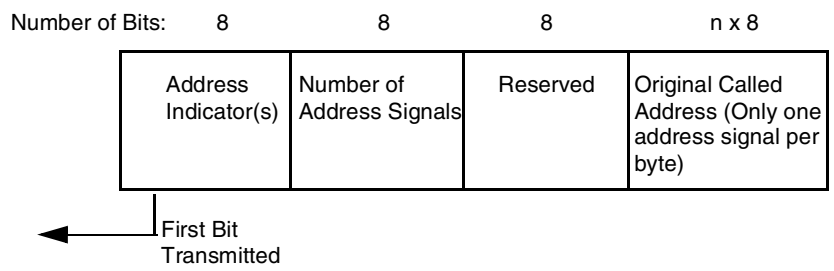 Number of Bits: 8 8 8 n x 8
Address Indicator(s)
Number of Address Signals
Reserved
Original Called Address (Only one address signal per byte)
First Bit
Transmitted